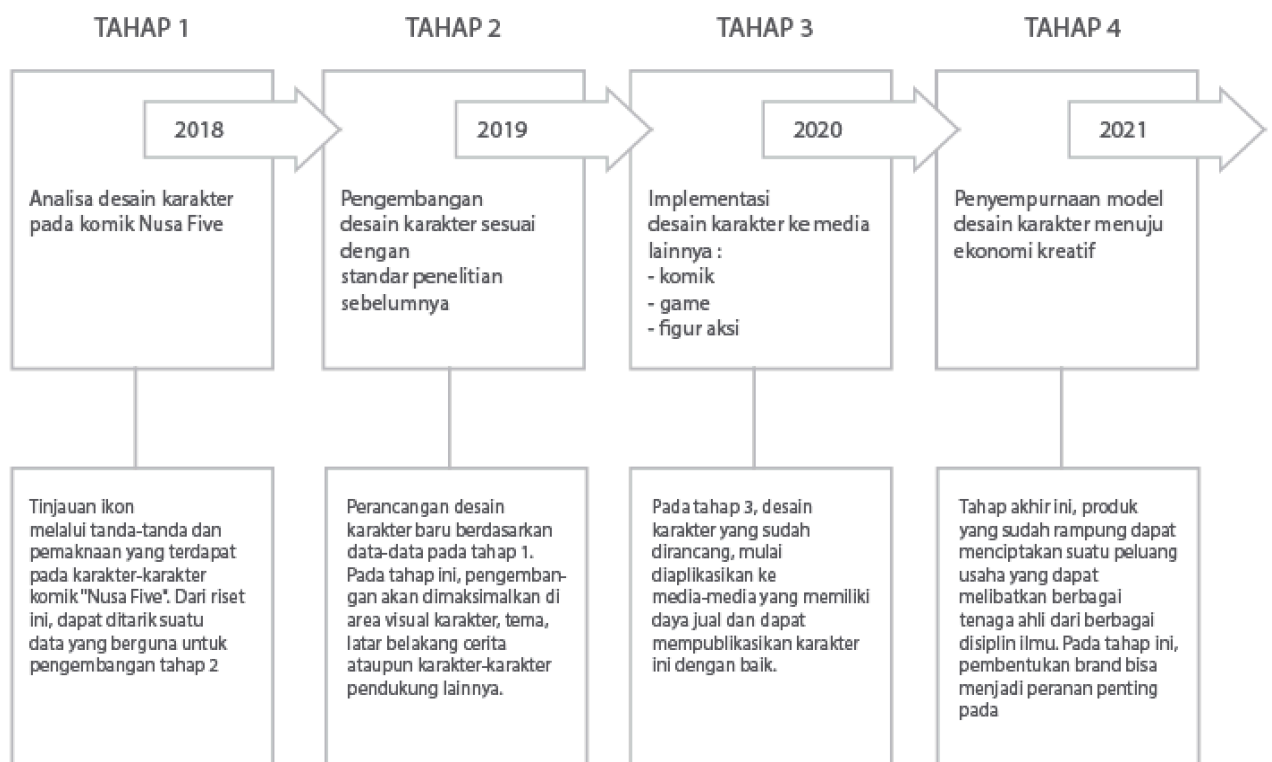 TAHAP 1
TAHAP 2
TAHAP 3
TAHAP 4
2018
2019
2020
2021
Analisa desain karakter
pada komik Nusa Five
Pengembangan
desain karakter sesuai
dengan
standar penelitian
sebelumnya
Implementasi
desain karakter ke media
lainnya :
- komik
- game
- figur aksi
Penyempurnaan model
desain karakter menuju
ekonomi kreatif
Tinjauan ikon
melalui tanda-tanda dan
pemaknaan yang terdapat
pada karakter-karakter
komik "Nusa Five". Dari riset
ini, dapat ditarik suatu
data yang berguna untuk
pengembangan tahap 2
Perancangan desain
karakter baru berdasarkan
data-data pada tahap 1.
Pada tahap ini, pengemban-
gan akan dimaksimalkan di
area visual karakter, tema,
latar belakang cerita
ataupun karakter-karakter
pendukung lainnya.
Pada tahap 3, desain
karakter yang sudah
dirancang, mulai
diaplikasikan ke
media-media yang memiliki
daya jual dan dapat
mempublikasikan karakter
ini dengan baik.
Tahap akhir ini, produk
yang sudah rampung dapat
menciptakan suatu peluang
usaha yang dapat
melibatkan berbagai
tenaga ahli dari berbagai
disiplin ilmu. Pada tahap ini,
pembentukan brand bisa
menjadi peranan penting
pada